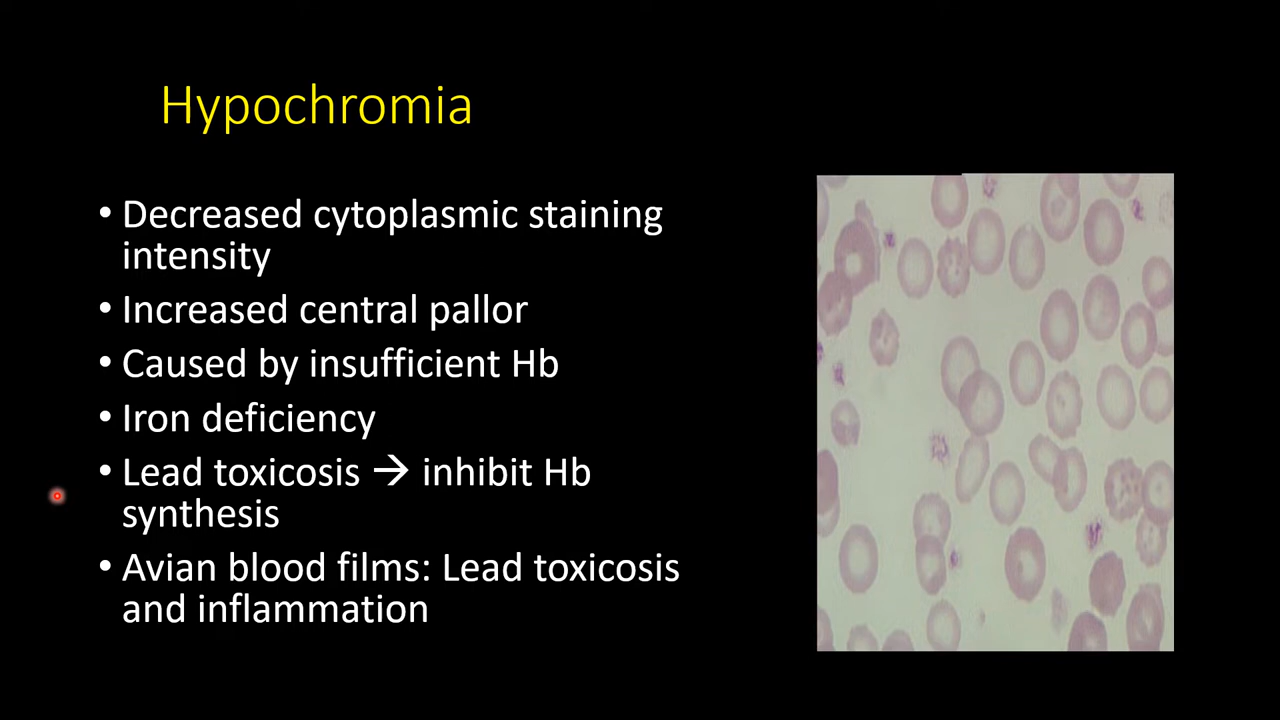 Hypochromia
• Decreased cytoplasmic staining
intensity
• Increased central pallor
• Caused by insufficient Hb
• Iron deficiency
• Lead toxicosis → inhibit Hb
synthesis
• Avian blood films: Lead toxicosis
and inflammation